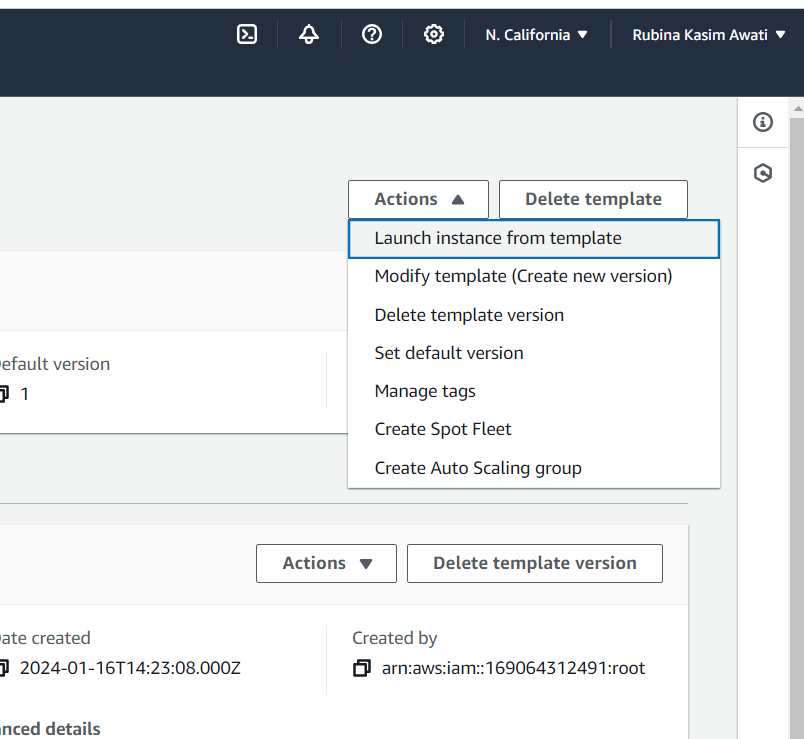 N. California
Rubina Kasim Awati
Actions
Delete template
Launch instance from template
Modify template (Create new version)
Delete template version
Set default version
Manage tags
Create Spot Fleet
Create Auto Scaling group
efault version
1
Actions
Delete template version
ate created
Created by
2024-01-16T14:23:08.000Z
arn:aws:iam::169064312491:root
nced details